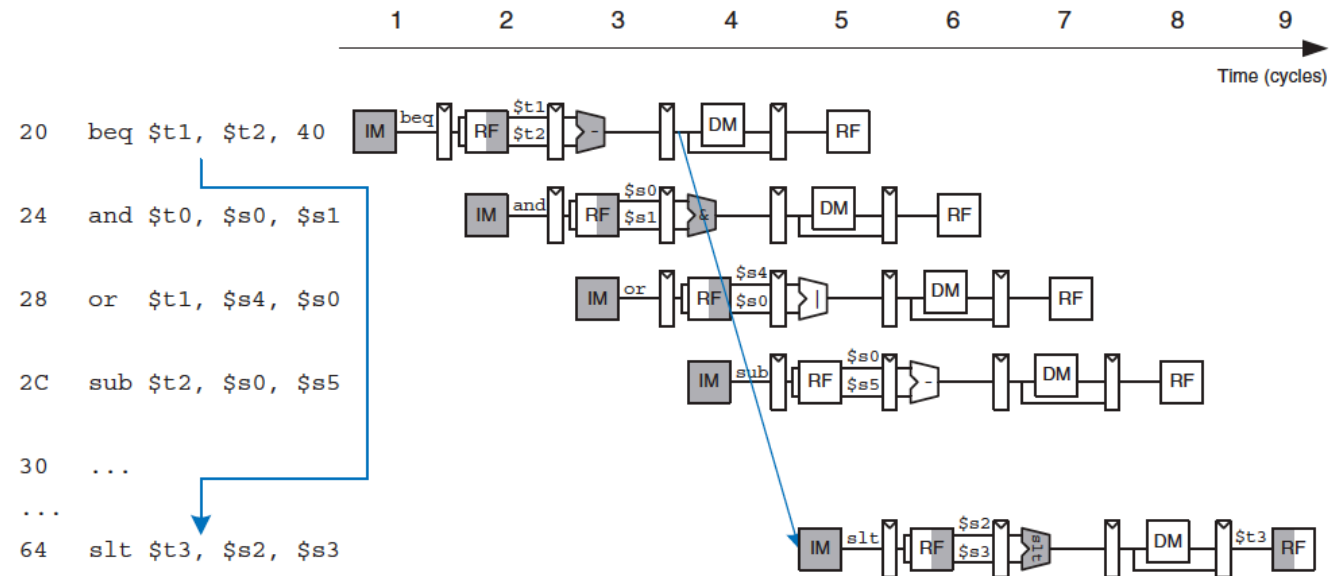 1 2 3 4 5 6 7 8 9
Time (cycles)
20 beq $t1, $t2, 40 IM beq RF $t1 $t2 - DM RF
24 and $t0, $s0, $s1 IM and RF $s0 $s1 & DM RF
28 or $t1, $s4, $s0 IM or RF $s4 $s0 | DM RF
2C sub $t2, $s0, $s5 IM sub RF $s0 $s5 - DM RF
30 ...
...
64 slt $t3, $s2, $s3 IM slt RF $s2 $s3 slt DM $t3 RF